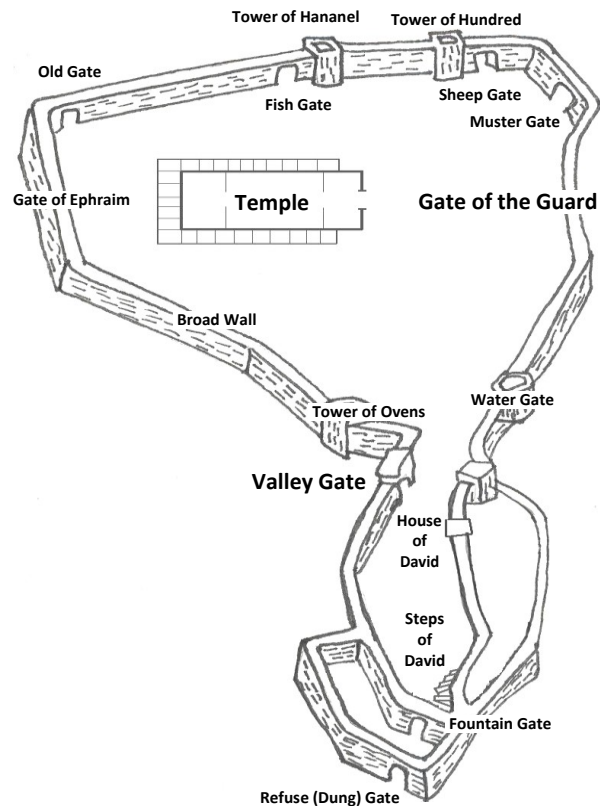 Tower of Hananel
Tower of Hundred
Old Gate
Fish Gate
Sheep Gate
Muster Gate
Gate of Ephraim
Temple
Gate of the Guard
Broad Wall
Water Gate
Tower of Ovens
Valley Gate
House
of
David
Steps
of
David
Fountain Gate
Refuse (Dung) Gate